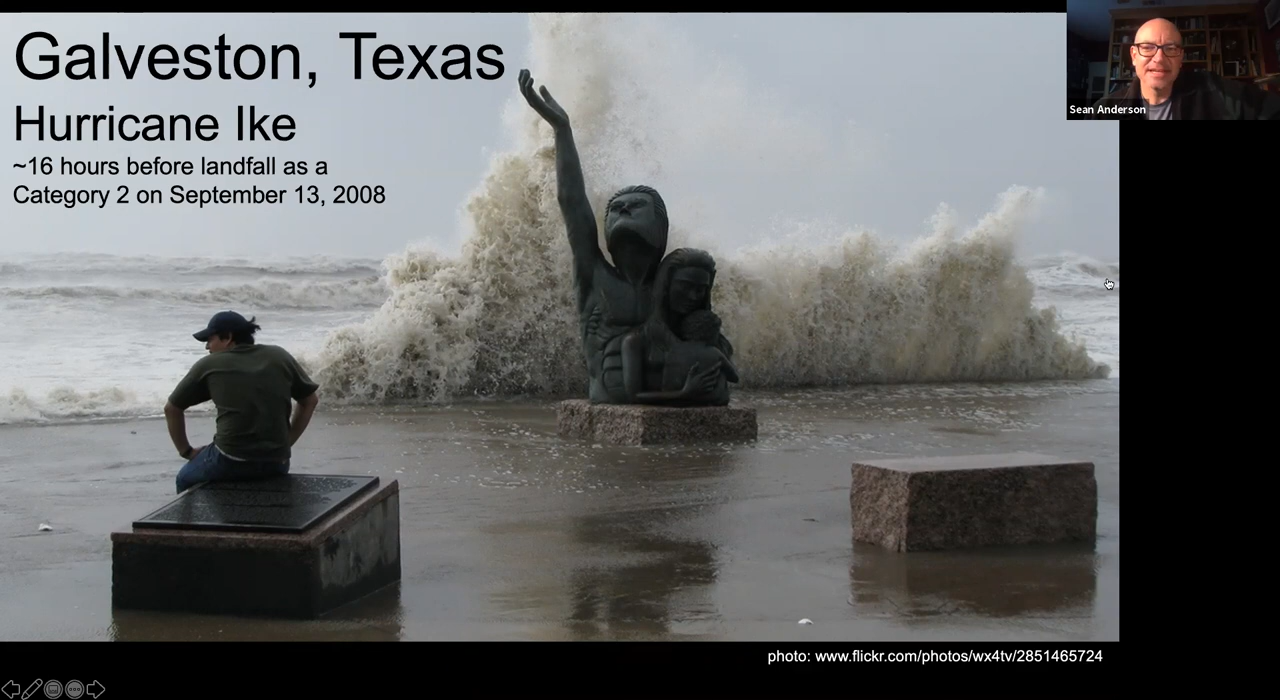 Galveston, Texas
Hurricane Ike
~16 hours before landfall as a
Category 2 on September 13, 2008
Sean Anderson
photo: www.flickr.com/photos/wx4tv/2851465724